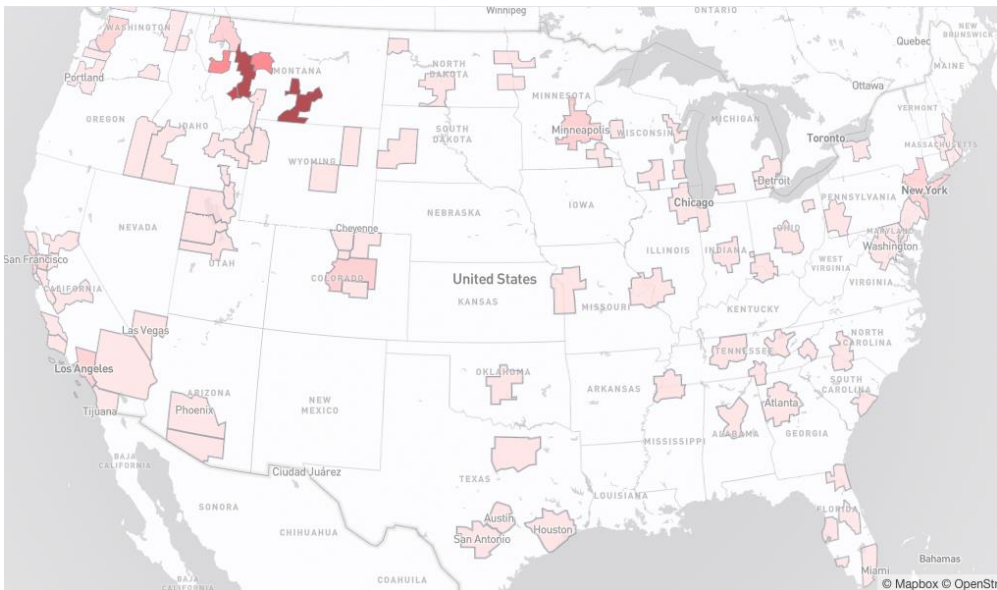 Winnipeg
ONTARIO
NEW
BRUNSWICK
WASHINGTON
Quebec
MAINE
Portland
MONTANA
NORTH
DAKOTA
Ottawa
MINNESOTA
VERMONT
OREGON
IDAHO
Minneapolis
WISCONSIN
MICHIGAN
Toronto
MASSACHUSETTS
SOUTH
DAKOTA
WYOMING
Detroit
New York
PENNSYLVANIA
Chicago
IOWA
NEBRASKA
NEVADA
Cheyenne
OHIO
MARYLAND
Washington
ILLINOIS
INDIANA
WEST
VIRGINIA
San Francisco
UTAH
COLORADO
United States
CALIFORNIA
KANSAS
MISSOURI
VIRGINIA
KENTUCKY
Las Vegas
NORTH
CAROLINA
TENNESSEE
Los Angeles
OKLAHOMA
ARKANSAS
SOUTH
CAROLINA
ARIZONA
Phoenix
NEW
MEXICO
Atlanta
Tijuana
ALABAMA
GEORGIA
MISSISSIPPI
BAJA
CALIFORNIA
Ciudad Juárez
TEXAS
LOUISIANA
SONORA
Austin
FLORIDA
CHIHUAHUA
San Antonio
Houston
Bahamas
Miami
COAHUILA
BAJA
CALIFORNIA
© Mapbox © OpenStr